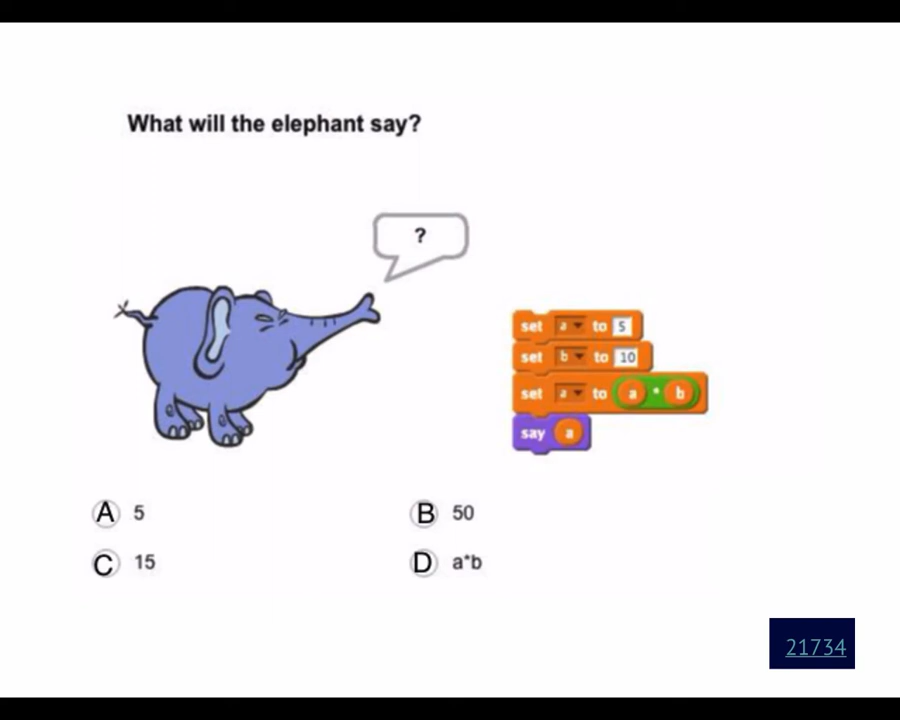 What will the elephant say?
?
set a to 5
set b to 10
set a to a * b
say a
A 5
B 50
C 15
D a*b
21734